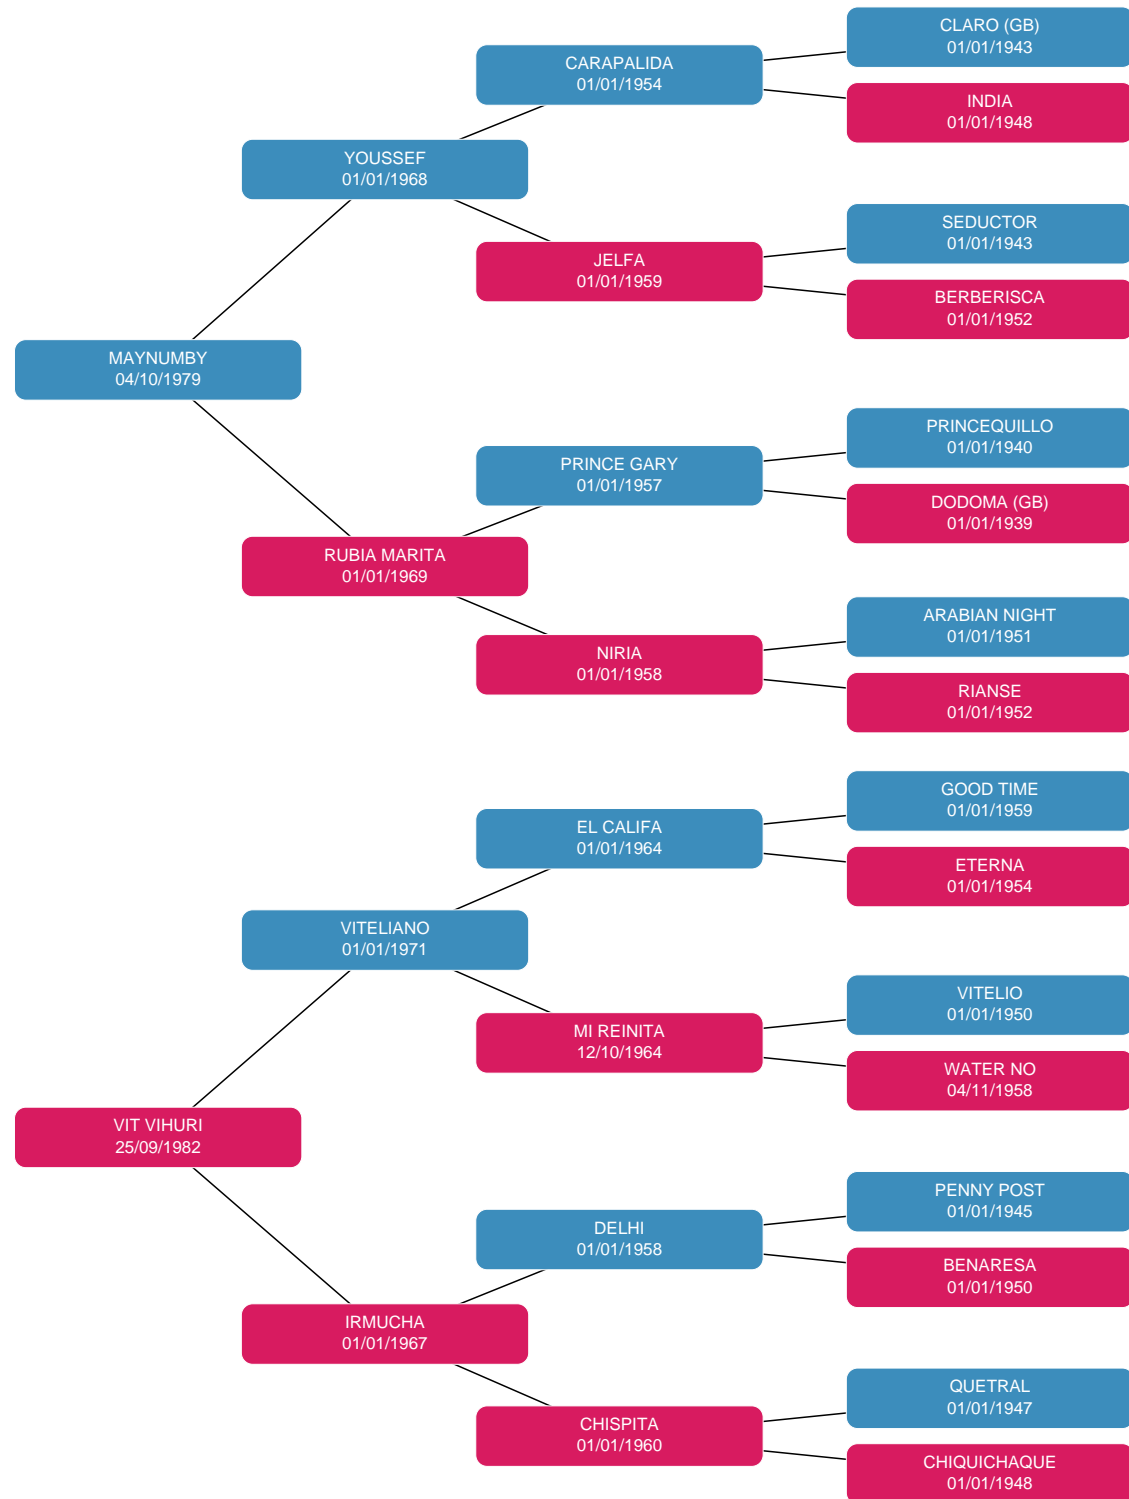 CLARO (GB)
01/01/1943
CARAPALIDA
01/01/1954
INDIA
01/01/1948
YOUSSEF
01/01/1968
SEDUCTOR
01/01/1943
JELFA
01/01/1959
BERBERISCA
01/01/1952
MAYNUMBY
04/10/1979
PRINCEQUILLO
01/01/1940
PRINCE GARY
01/01/1957
DODOMA (GB)
01/01/1939
RUBIA MARITA
01/01/1969
ARABIAN NIGHT
01/01/1951
NIRIA
01/01/1958
RIANSE
01/01/1952
GOOD TIME
01/01/1959
EL CALIFA
01/01/1964
ETERNA
01/01/1954
VITELIANO
01/01/1971
VITELIO
01/01/1950
MI REINITA
12/10/1964
WATER NO
04/11/1958
VIT VIHURI
25/09/1982
PENNY POST
01/01/1945
DELHI
01/01/1958
BENARESA
01/01/1950
IRMUCHA
01/01/1967
QUETRAL
01/01/1947
CHISPITA
01/01/1960
CHIQUICHAQUE
01/01/1948